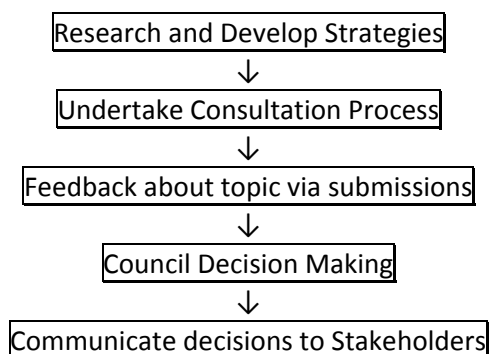 Research and Develop Strategies
↓
Undertake Consultation Process
↓
Feedback about topic via submissions
↓
Council Decision Making
↓
Communicate decisions to Stakeholders